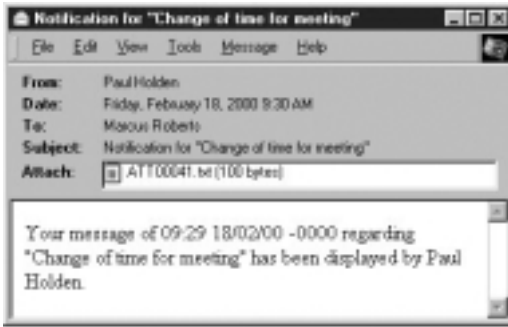 Notification for "Change of time for meeting"
File Edit View Tools Message Help
From: Paul Holden
Date: Friday, February 18, 2000 9:30 AM
To: Marcus Roberto
Subject: Notification for "Change of time for meeting"
Attach: ATT00041.txt (100 bytes)
Your message of 09:29 18/02/00 -0000 regarding
"Change of time for meeting" has been displayed by Paul
Holden.